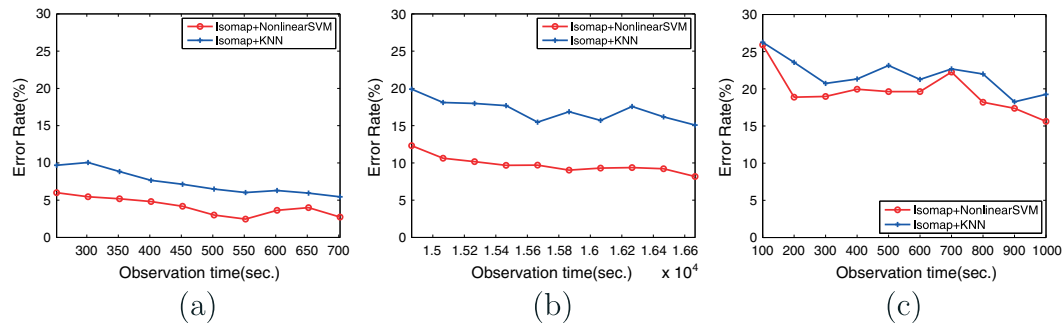 30
25
20
15
10
5
0
Error Rate(%)
Isomap+NonlinearSVM
Isomap+KNN
300 350 400 450 500 550 600 650 700
Observation time(sec.)
(a)
30
25
20
15
10
5
0
Error Rate(%)
Isomap+NonlinearSVM
Isomap+KNN
1.5 1.52 1.54 1.56 1.58 1.6 1.62 1.64 1.66
Observation time(sec.)
x 10⁴
(b)
30
25
20
15
10
5
0
Error Rate(%)
Isomap+NonlinearSVM
Isomap+KNN
100 200 300 400 500 600 700 800 900 1000
Observation time(sec.)
(c)